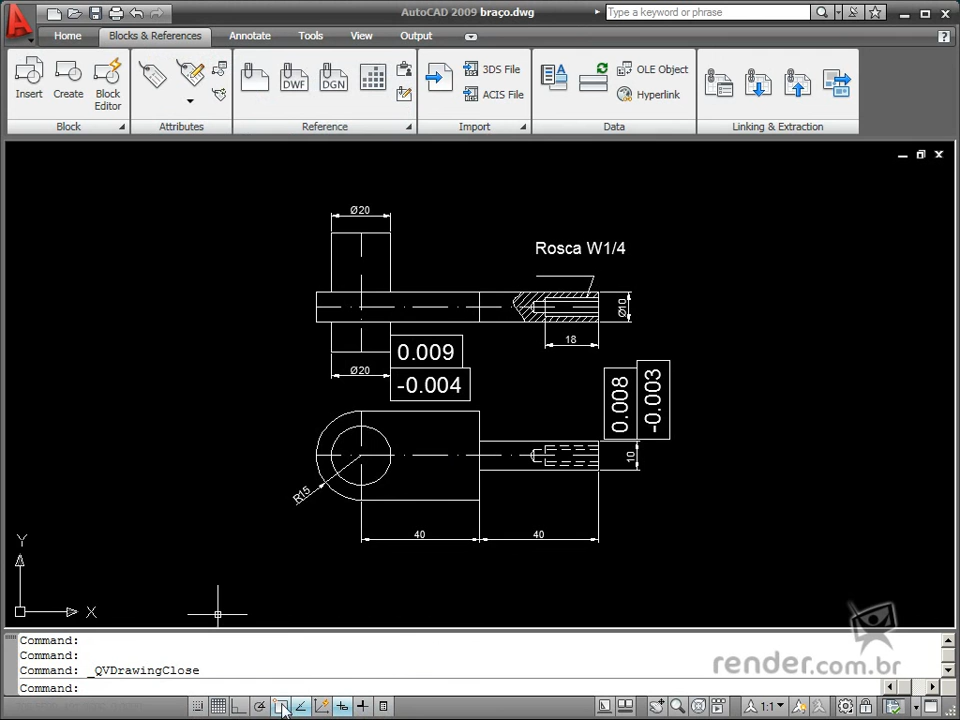 AutoCAD 2009 braço.dwg
Type a keyword or phrase
Home
Blocks & References
Annotate
Tools
View
Output
Insert
Create
Block
Editor
DWF
DGN
3DS File
ACIS File
OLE Object
Hyperlink
Block
Attributes
Reference
Import
Data
Linking & Extraction
Ø20
Rosca W1/4
Ø10
18
0.009
-0.004
Ø20
0.008
-0.003
10
R15
40
40
Y
X
Command:
Command:
Command: _QVDrawingClose
Command:
render.com.br
1:1